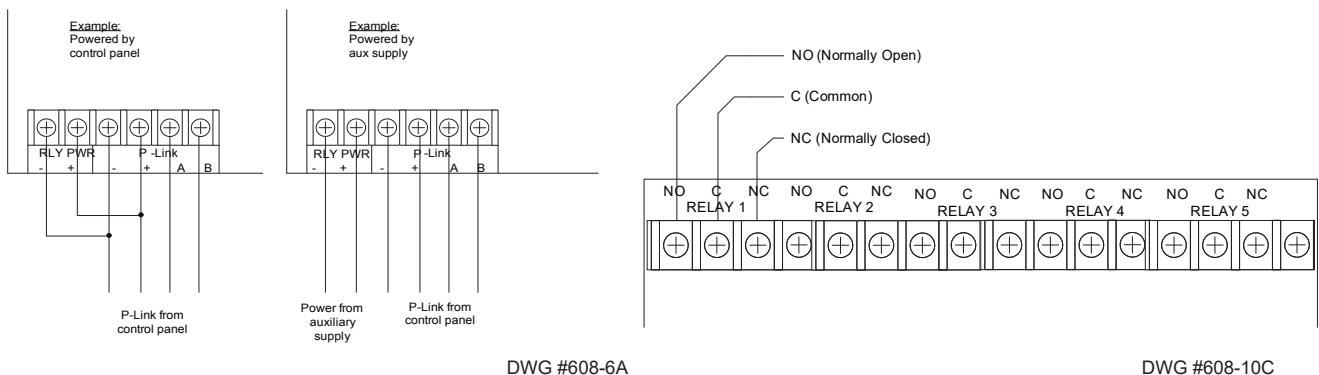 Example:
Powered by
control panel
RLY PWR P -Link
- + - + A B
P-Link from
control panel
Example:
Powered by
aux supply
RLY PWR P -Link
- + - + A B
Power from
auxiliary
supply
P-Link from
control panel
DWG #608-6A
NO (Normally Open)
C (Common)
NC (Normally Closed)
NO C NC NO C NC NO C NC NO C NC NO C NC
RELAY 1 RELAY 2 RELAY 3 RELAY 4 RELAY 5
DWG #608-10C